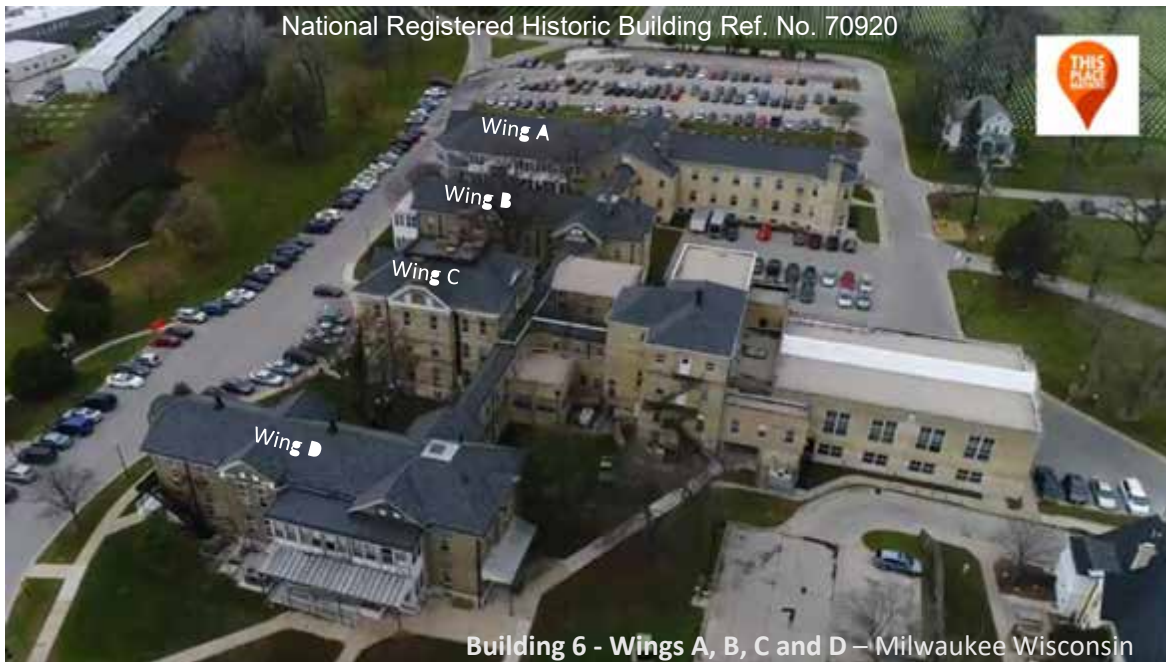 National Registered Historic Building Ref. No. 70920
THIS
PLACE
MATTERS
Wing A
Wing B
Wing C
Wing D
Building 6 - Wings A, B, C and D – Milwaukee Wisconsin